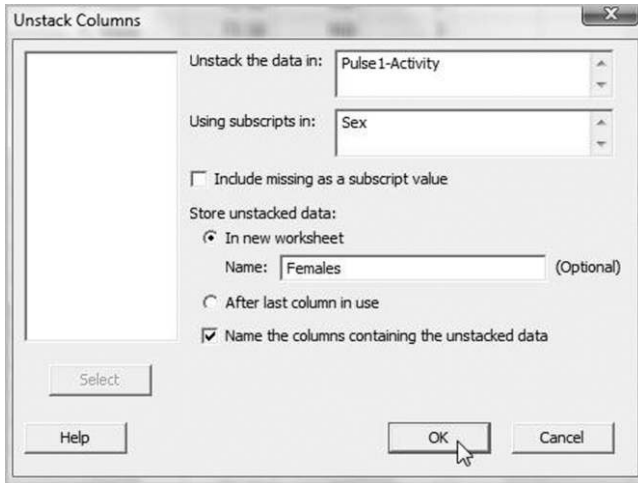 Unstack Columns
X
Unstack the data in: Pulse1-Activity
Using subscripts in: Sex
Include missing as a subscript value
Store unstacked data:
In new worksheet
Name: Females (Optional)
After last column in use
Name the columns containing the unstacked data
Select
Help OK Cancel